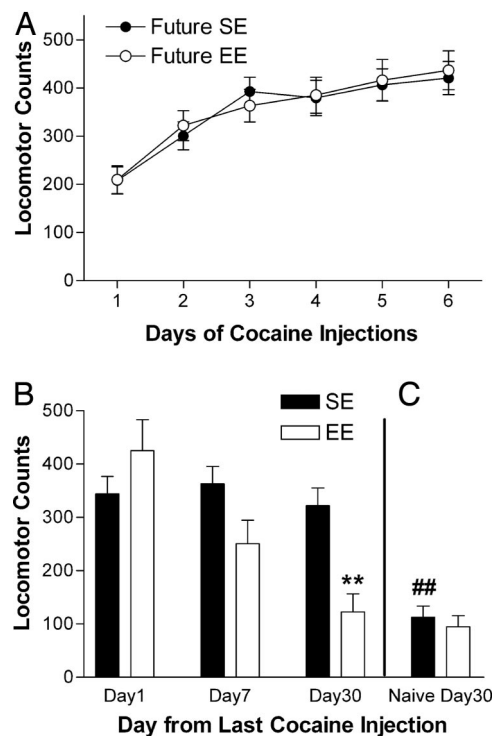 A
Future SE
Future EE
500
400
300
200
100
0
Locomotor Counts
1 2 3 4 5 6
Days of Cocaine Injections
B
C
SE
EE
500
400
300
200
100
0
Locomotor Counts
**
##
Day1 Day7 Day30 Naive Day30
Day from Last Cocaine Injection